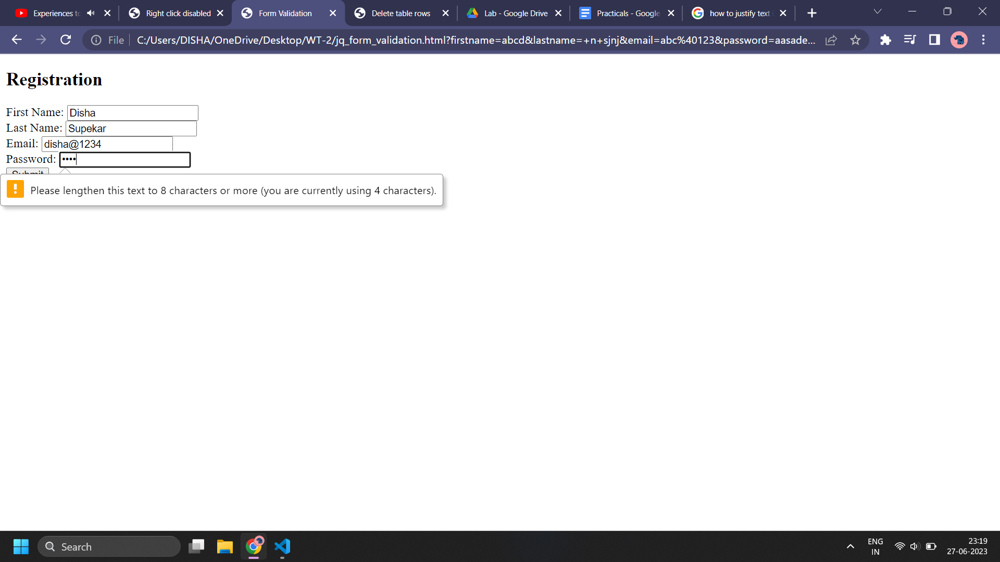 Experiences to
Right click disabled
Form Validation
Delete table rows
Lab - Google Drive
Practicals - Google
how to justify text
File
C:/Users/DISHA/OneDrive/Desktop/WT-2/jq_form_validation.html?firstname=abcd&lastname=+n+sjnj&email=abc%40123&password=aasade...
Registration
First Name: Disha
Last Name: Supekar
Email: disha@1234
Password: ••••
Submit
Please lengthen this text to 8 characters or more (you are currently using 4 characters).
Search
ENG
IN
23:19
27-06-2023